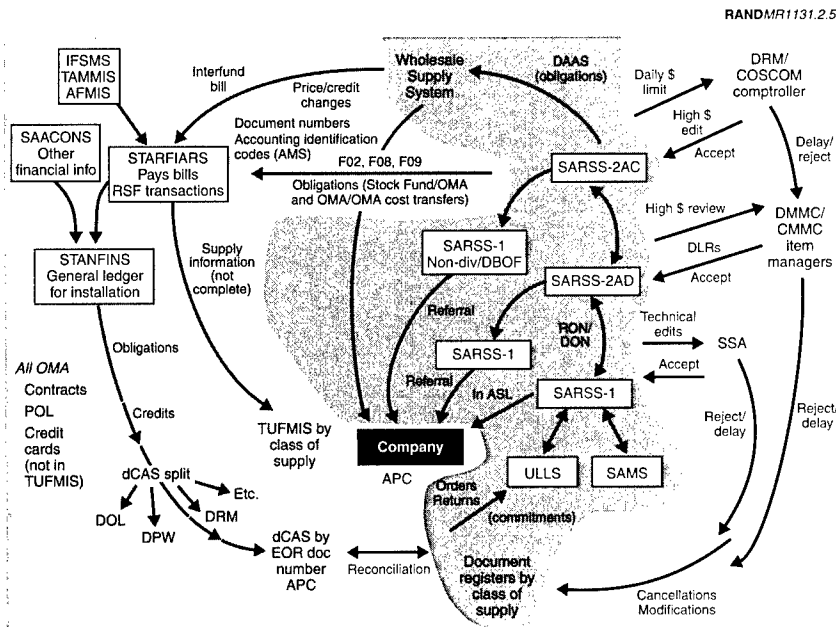 RANDMR1131.2.5
IFSMS
TAMMIS
AFMIS
SAACONS
Other
financial info
STARFIARS
Pays bills
RSF transactions
STANFINS
General ledger
for installation
Interfund
bill
Price/credit
changes
Document numbers
Accounting identification
codes (AMS)
F02, F08, F09
Obligations (Stock Fund/OMA
and OMA/OMA cost transfers)
Wholesale
Supply
System
DAAS
(obligations)
Daily $
limit
DRM/
COSCOM
comptroller
High $
edit
Accept
Delay/
reject
SARSS-2AC
High $ review
DMMC/
CMMC
item
managers
DLRs
Accept
SARSS-1
Non-div/DBOF
SARSS-2AD
Supply
information
(not
complete)
Referral
RON/
DON
Technical
edits
SSA
Accept
SARSS-1
Referral
In ASL
SARSS-1
Reject/
delay
Reject/
delay
Obligations
All OMA
Contracts
POL
Credit
cards
(not in
TUFMIS)
Credits
TUFMIS by
class of
supply
Company
APC
ULLS
SAMS
dCAS split
Etc.
DRM
DOL
DPW
Orders
Returns
(commitments)
dCAS by
EOR doc
number
APC
Reconciliation
Document
registers by
class of
supply
Cancellations
Modifications